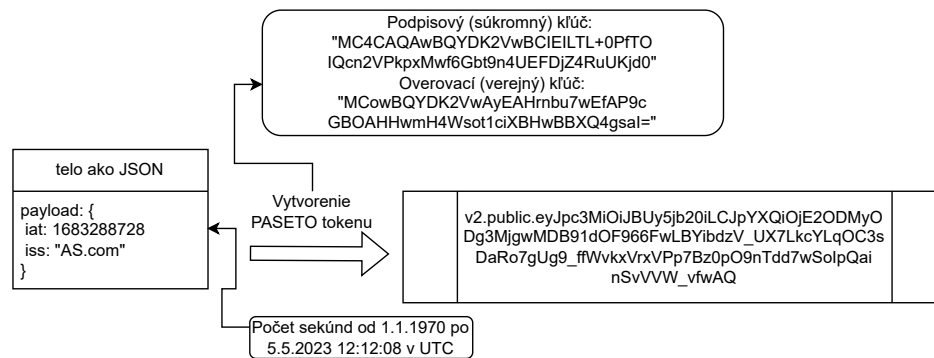 Podpisový (súkromný) kľúč:
"MC4CAQAwBQYDK2VwBCIEILTL+0PfTO
IQcn2VPkpxMwf6Gbt9n4UEFDjZ4RuUKjd0"
Overovací (verejný) kľúč:
"MCowBQYDK2VwAyEAHrnbu7wEfAP9c
GBOAHHwmH4Wsot1ciXBHwBBXQ4gsaI="
telo ako JSON
payload: {
iat: 1683288728
iss: "AS.com"
}
Vytvorenie
PASETO tokenu
v2.public.eyJpc3MiOiJBUy5jb20iLCJpYXQiOjE2ODMyO
Dg3MjgwMDB91dOF966FwLBYibdzV_UX7LkcYLqOC3s
DaRo7gUg9_ffWvkxVrxVPp7Bz0pO9nTdd7wSoIpQai
nSvVVW_vfwAQ
Počet sekúnd od 1.1.1970 po
5.5.2023 12:12:08 v UTC